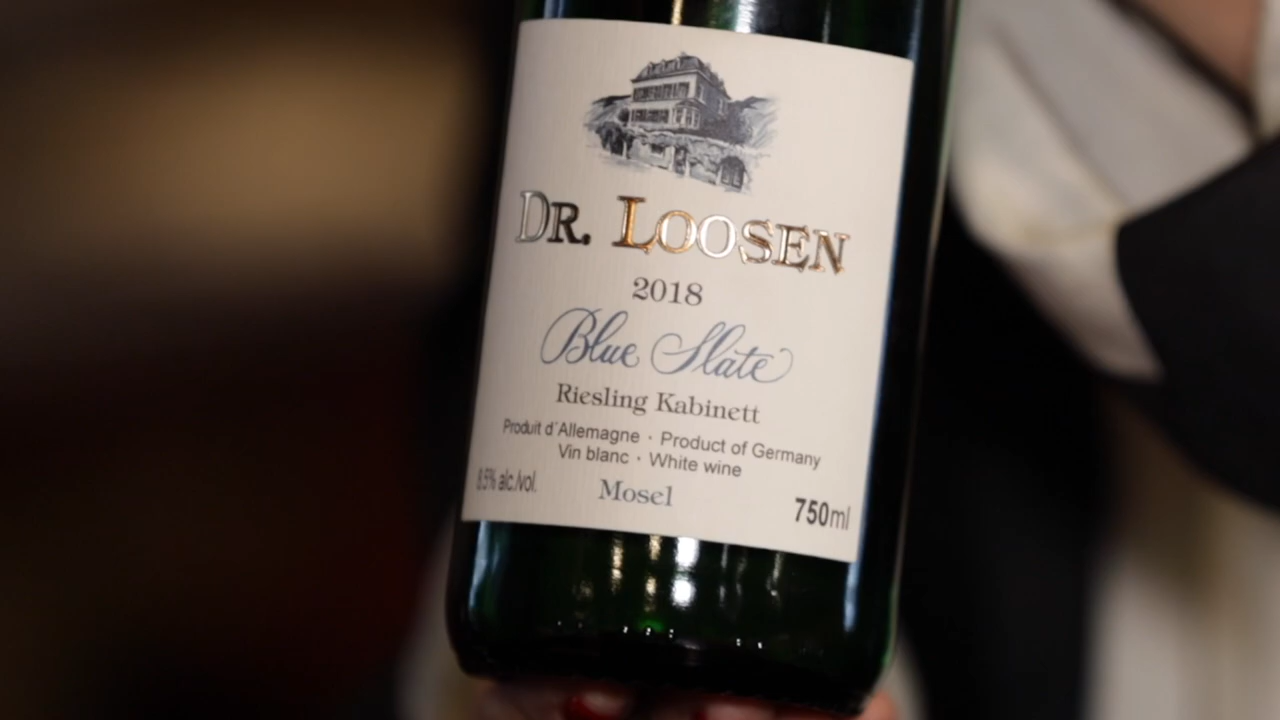 DR. LOOSEN
2018
Blue Slate
Riesling Kabinett
Produit d'Allemagne · Product of Germany
Vin blanc · White wine
8.5% alc./vol.
Mosel
750ml